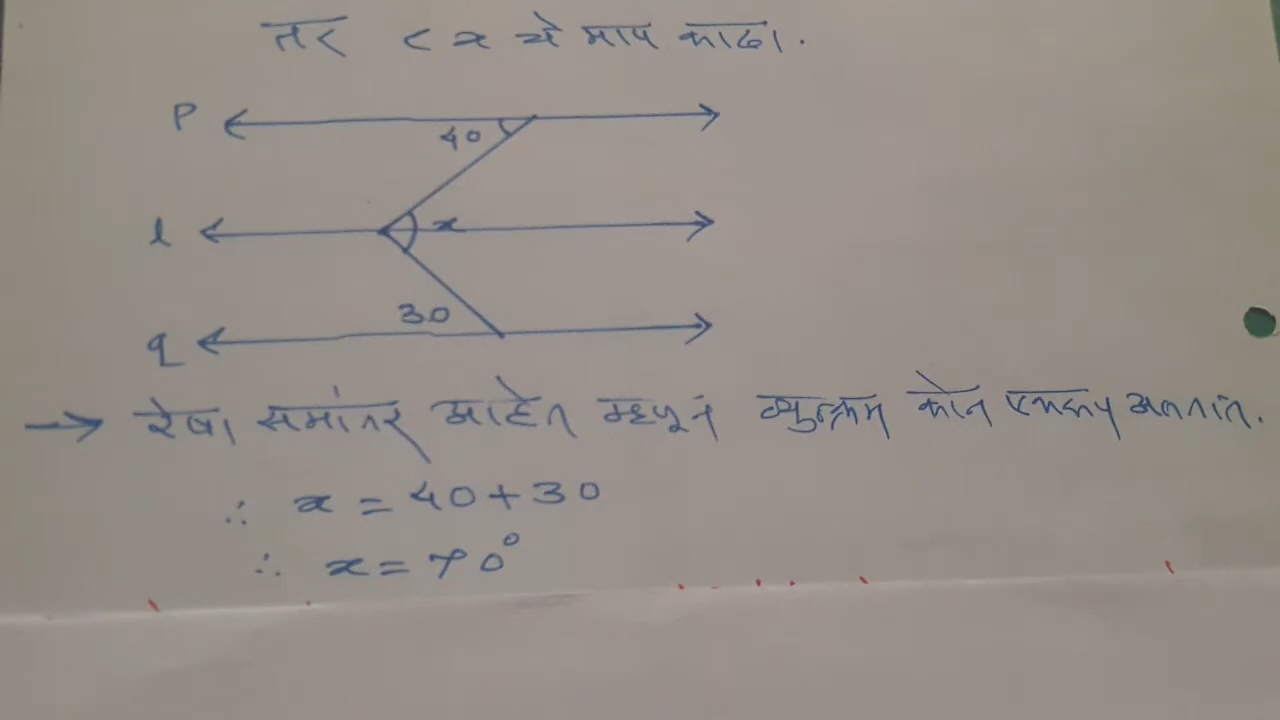 तर < x चे माप काढा.
P
40
l
x
30
q
→ रेषा समांतर आहेत म्हणून व्युत्क्रम कोन एकरूप असतात.
∴ x = 40 + 30
∴ x = 70°